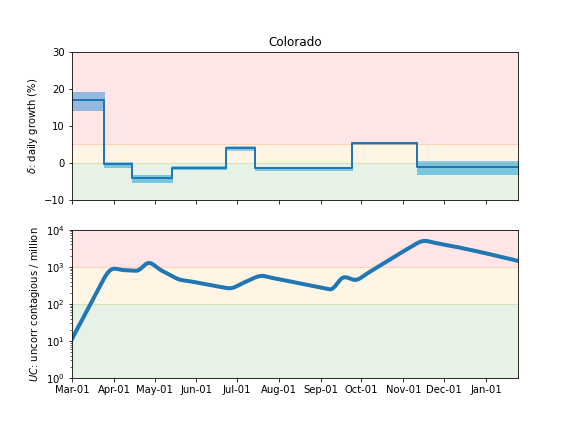 Colorado
30
20
10
0
−10
δ: daily growth (%)
10⁴
10³
10²
10¹
10⁰
UC: uncorr contagious / million
Mar-01 Apr-01 May-01 Jun-01 Jul-01 Aug-01 Sep-01 Oct-01 Nov-01 Dec-01 Jan-01